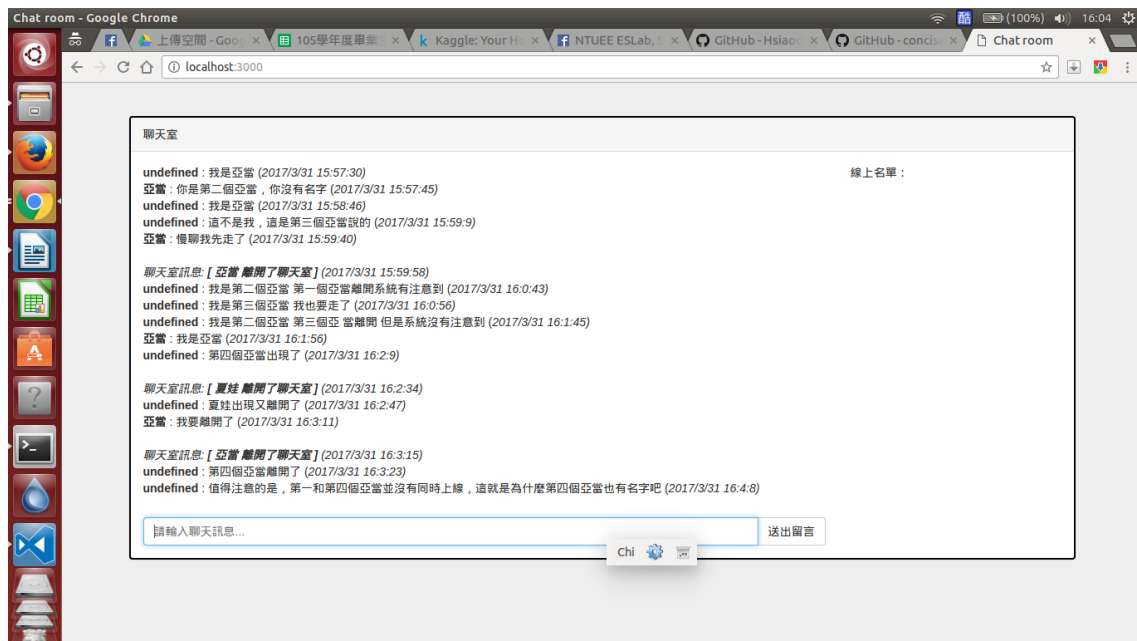 Chat room - Google Chrome
酷 (100%) 16:04
上傳空間 - Goog 105學年度畢業 Kaggle: Your Ho NTUEE ESLab, S GitHub - Hsiaoc GitHub - concis Chat room
localhost:3000
聊天室
undefined : 我是亞當 (2017/3/31 15:57:30)
線上名單：
亞當 : 你是第二個亞當，你沒有名字 (2017/3/31 15:57:45)
undefined : 我是亞當 (2017/3/31 15:58:46)
undefined : 這不是我，這是第三個亞當說的 (2017/3/31 15:59:9)
亞當 : 慢聊我先走了 (2017/3/31 15:59:40)
聊天室訊息: [ 亞當 離開了聊天室 ] (2017/3/31 15:59:58)
undefined : 我是第二個亞當 第一個亞當離開系統有注意到 (2017/3/31 16:0:43)
undefined : 我是第三個亞當 我也要走了 (2017/3/31 16:0:56)
undefined : 我是第二個亞當 第三個亞 當離開 但是系統沒有注意到 (2017/3/31 16:1:45)
亞當 : 我是亞當 (2017/3/31 16:1:56)
undefined : 第四個亞當出現了 (2017/3/31 16:2:9)
聊天室訊息: [ 夏娃 離開了聊天室 ] (2017/3/31 16:2:34)
undefined : 夏娃出現又離開了 (2017/3/31 16:2:47)
亞當 : 我要離開了 (2017/3/31 16:3:11)
聊天室訊息: [ 亞當 離開了聊天室 ] (2017/3/31 16:3:15)
undefined : 第四個亞當離開了 (2017/3/31 16:3:23)
undefined : 值得注意的是，第一和第四個亞當並沒有同時上線，這就是為什麼第四個亞當也有名字吧 (2017/3/31 16:4:8)
請輸入聊天訊息... 送出留言
Chi